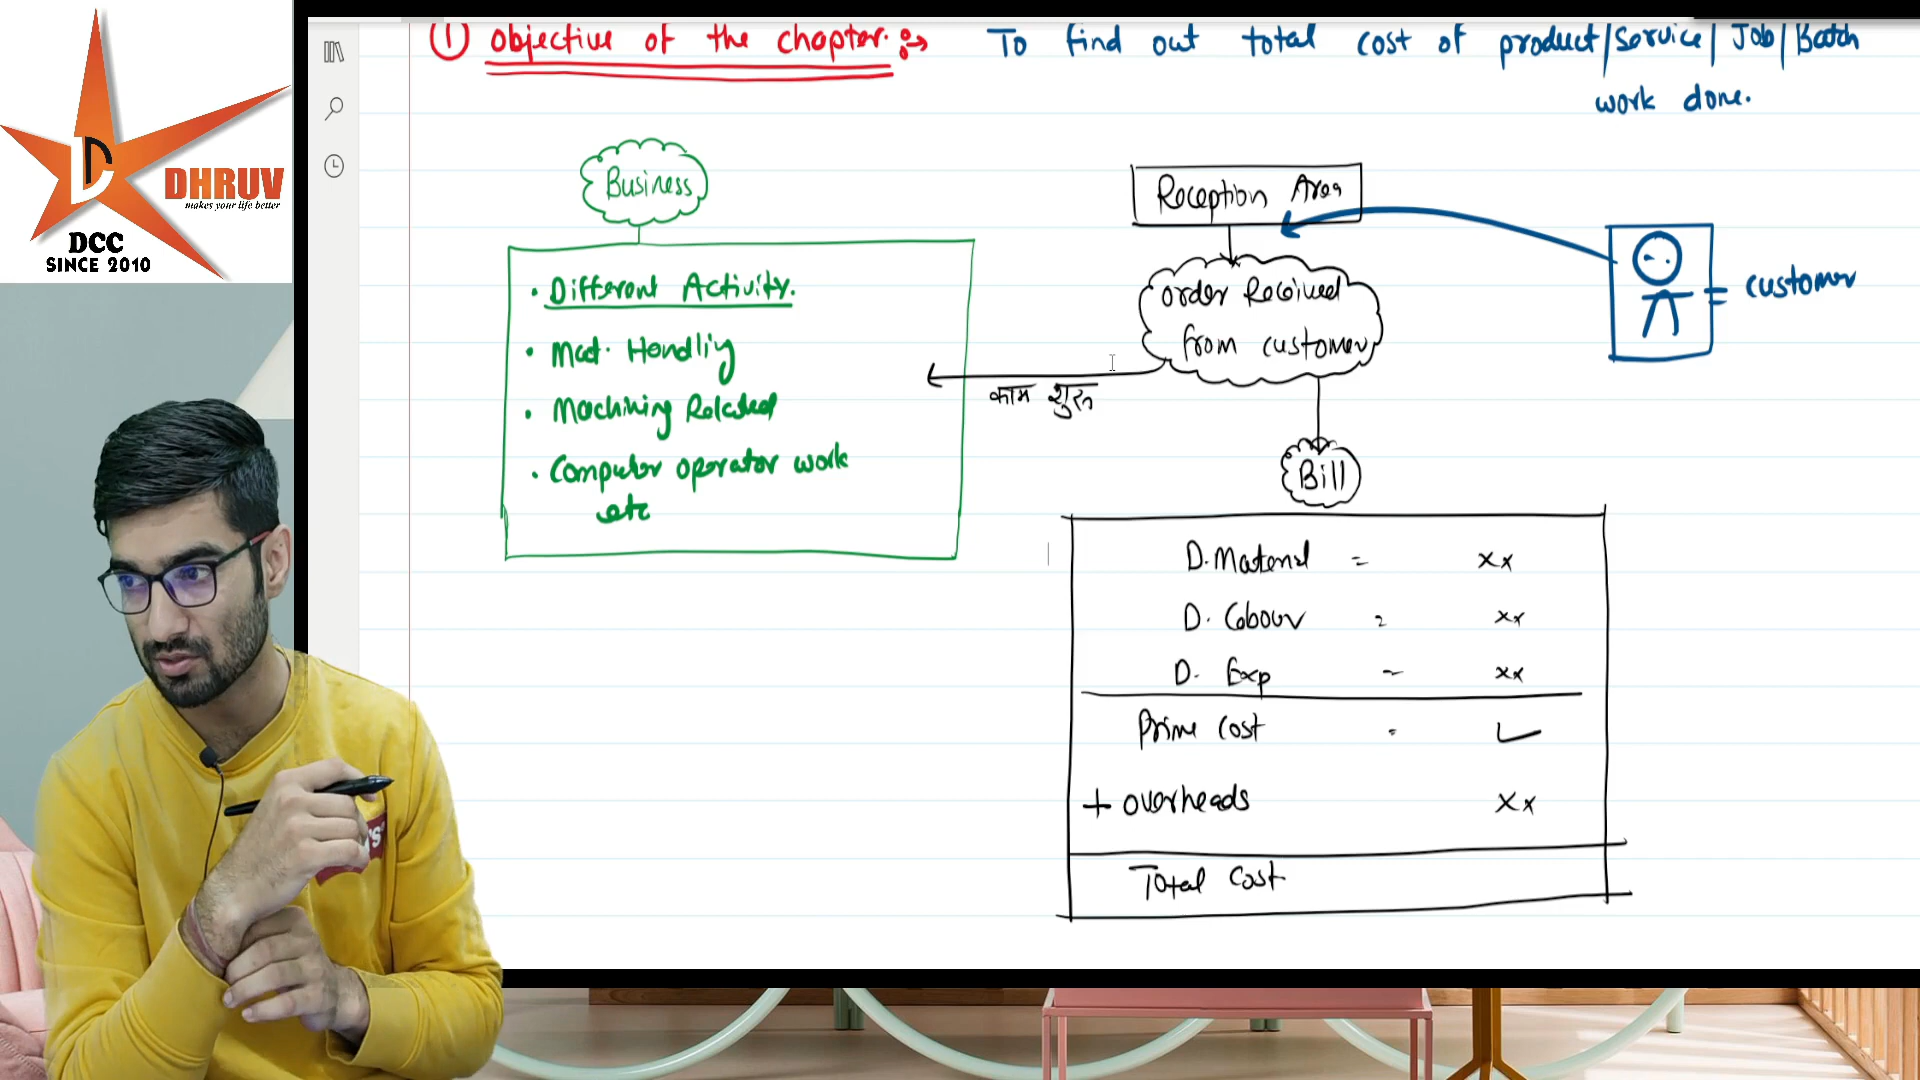 ① Objective of the chapter. :→ To find out total cost of product/Service/Job/Batch
work done.
DC
DHRUV
makes your life better
DCC
SINCE 2010
Business
• Different Activity.
• Mat. Handling
• Machining Related
• Computer operator work
etc
Reception Area
order Received
from customer
= customer
काम शुरू
Bill
D. Material = xx
D. Labour = xx
D. Exp = xx
Prime Cost = ✓
+ overheads xx
Total Cost